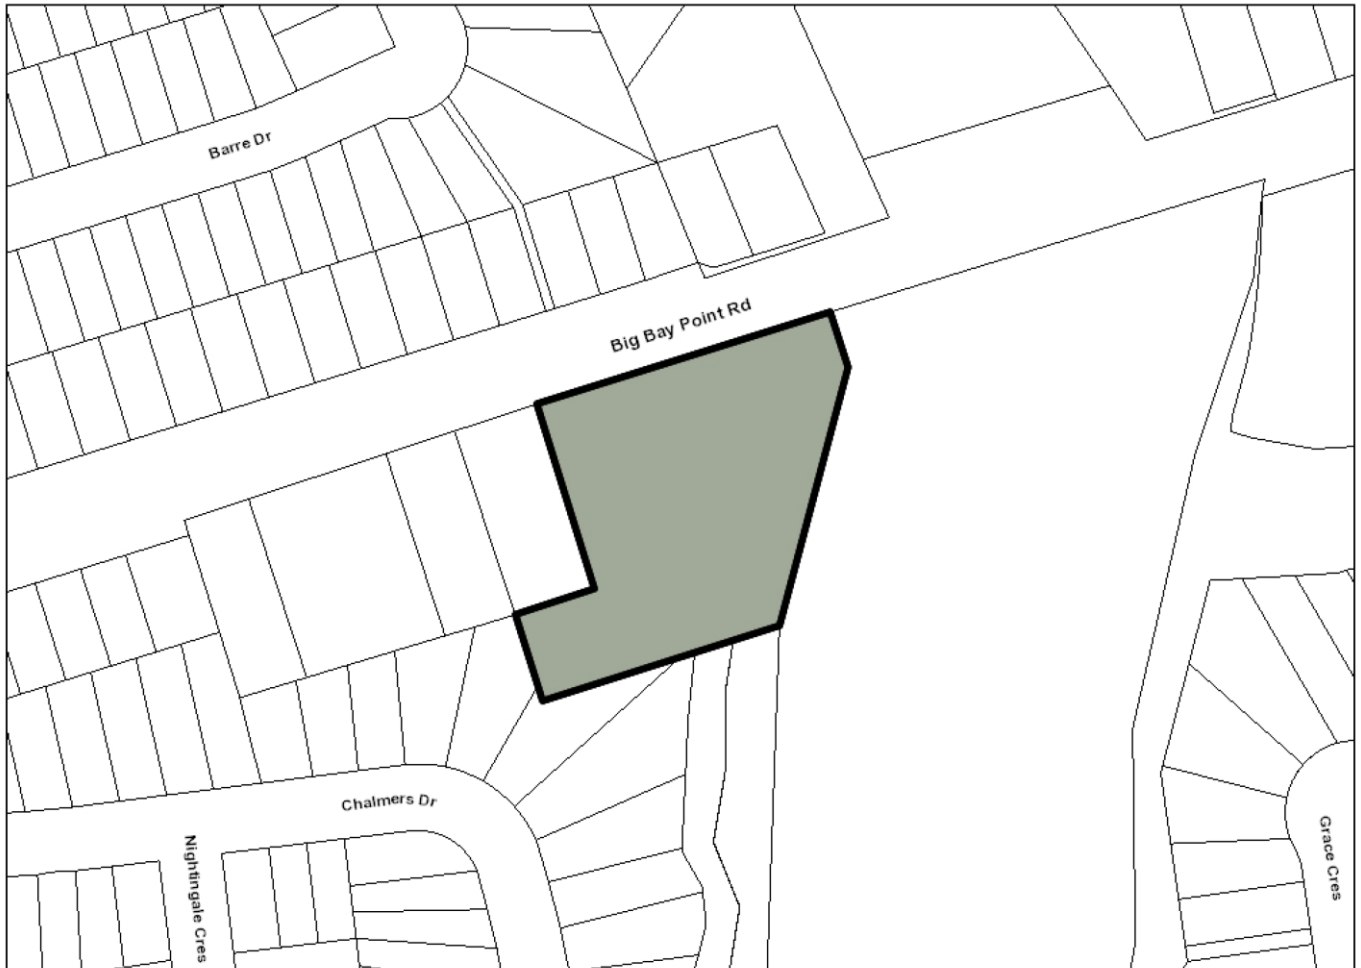 Barre Dr
Big Bay Point Rd
Chalmers Dr
Nightingale Cres
Grace Cres